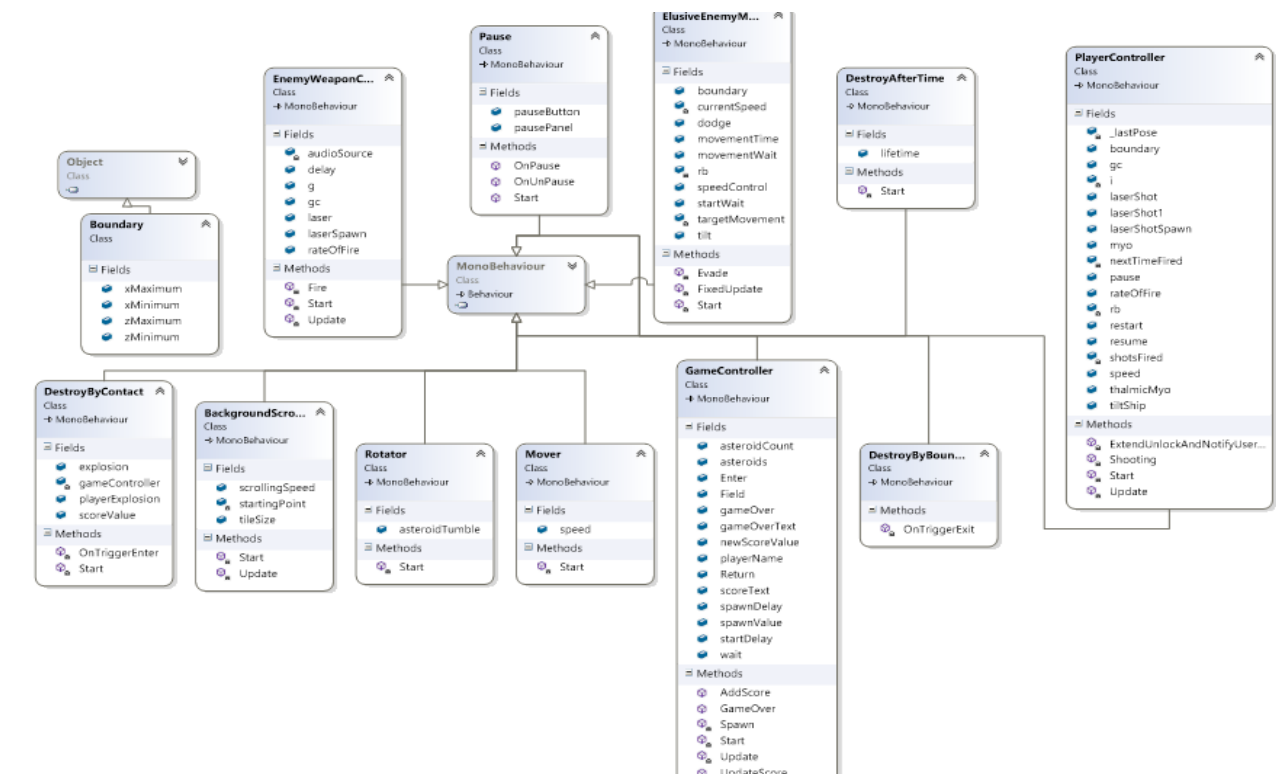 Object
Class
Boundary
Class
Fields
xMaximum
xMinimum
zMaximum
zMinimum
EnemyWeaponC...
Class
MonoBehaviour
Fields
audioSource
delay
g
gc
laser
laserSpawn
rateOfFire
Methods
Fire
Start
Update
Pause
Class
MonoBehaviour
Fields
pauseButton
pausePanel
Methods
OnPause
OnUnPause
Start
MonoBehaviour
Class
Behaviour
ElusiveEnemyM...
Class
MonoBehaviour
Fields
boundary
currentSpeed
dodge
movementTime
movementWait
rb
speedControl
startWait
targetMovement
tilt
Methods
Evade
FixedUpdate
Start
DestroyAfterTime
Class
MonoBehaviour
Fields
lifetime
Methods
Start
PlayerController
Class
MonoBehaviour
Fields
_lastPose
boundary
gc
i
laserShot
laserShot1
laserShotSpawn
myo
nextTimeFired
pause
rateOfFire
rb
restart
resume
shotsFired
speed
thalmicMyo
tiltShip
Methods
ExtendUnlockAndNotifyUser...
Shooting
Start
Update
DestroyByContact
Class
MonoBehaviour
Fields
explosion
gameController
playerExplosion
scoreValue
Methods
OnTriggerEnter
Start
BackgroundScro...
Class
MonoBehaviour
Fields
scrollingSpeed
startingPoint
tileSize
Methods
Start
Update
Rotator
Class
MonoBehaviour
Fields
asteroidTumble
Methods
Start
Mover
Class
MonoBehaviour
Fields
speed
Methods
Start
GameController
Class
MonoBehaviour
Fields
asteroidCount
asteroids
Enter
Field
gameOver
gameOverText
newScoreValue
playerName
Return
scoreText
spawnDelay
spawnValue
startDelay
wait
Methods
AddScore
GameOver
Spawn
Start
Update
UpdateScore
DestroyByBoun...
Class
MonoBehaviour
Methods
OnTriggerExit